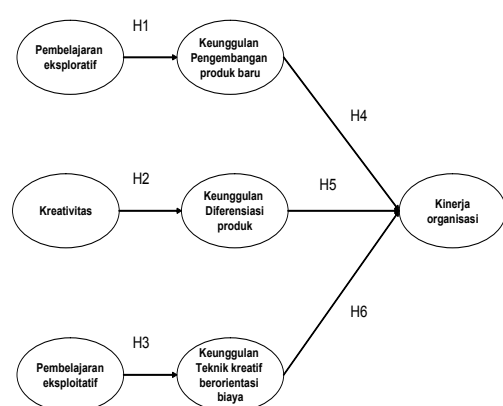 H1
Pembelajaran
eksploratif
Keunggulan
Pengembangan
produk baru
H4
H2
H5
Kreativitas
Keunggulan
Diferensiasi
produk
Kinerja
organisasi
H3
H6
Pembelajaran
eksploitatif
Keunggulan
Teknik kreatif
berorientasi
biaya